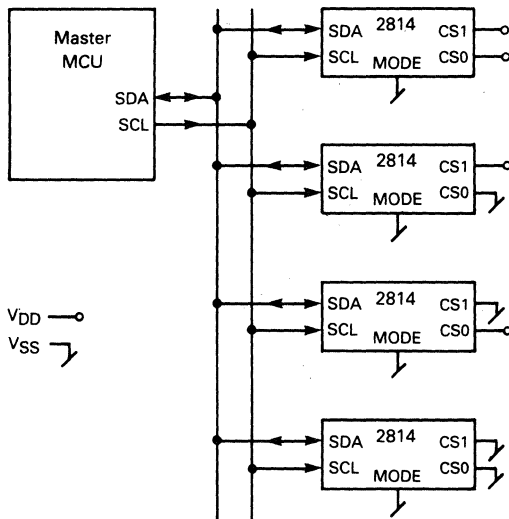 Master
MCU
SDA
SCL
SDA 2814 CS1
SCL MODE CS0
SDA 2814 CS1
SCL MODE CS0
SDA 2814 CS1
SCL MODE CS0
SDA 2814 CS1
SCL MODE CS0
VDD
VSS